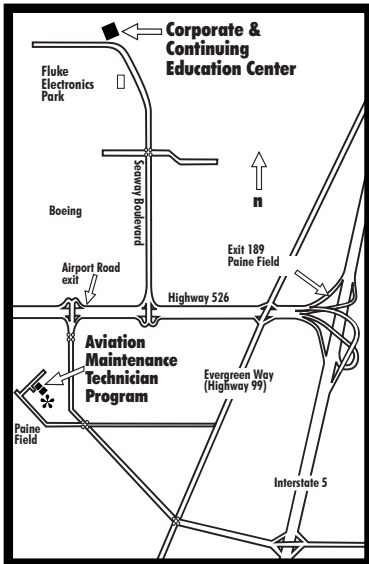 Corporate &
Continuing
Education Center
Fluke
Electronics
Park
Seaway Boulevard
n
Boeing
Exit 189
Paine Field
Airport Road
exit
Highway 526
Aviation
Maintenance
Technician
Program
Evergreen Way
(Highway 99)
Paine
Field
Interstate 5